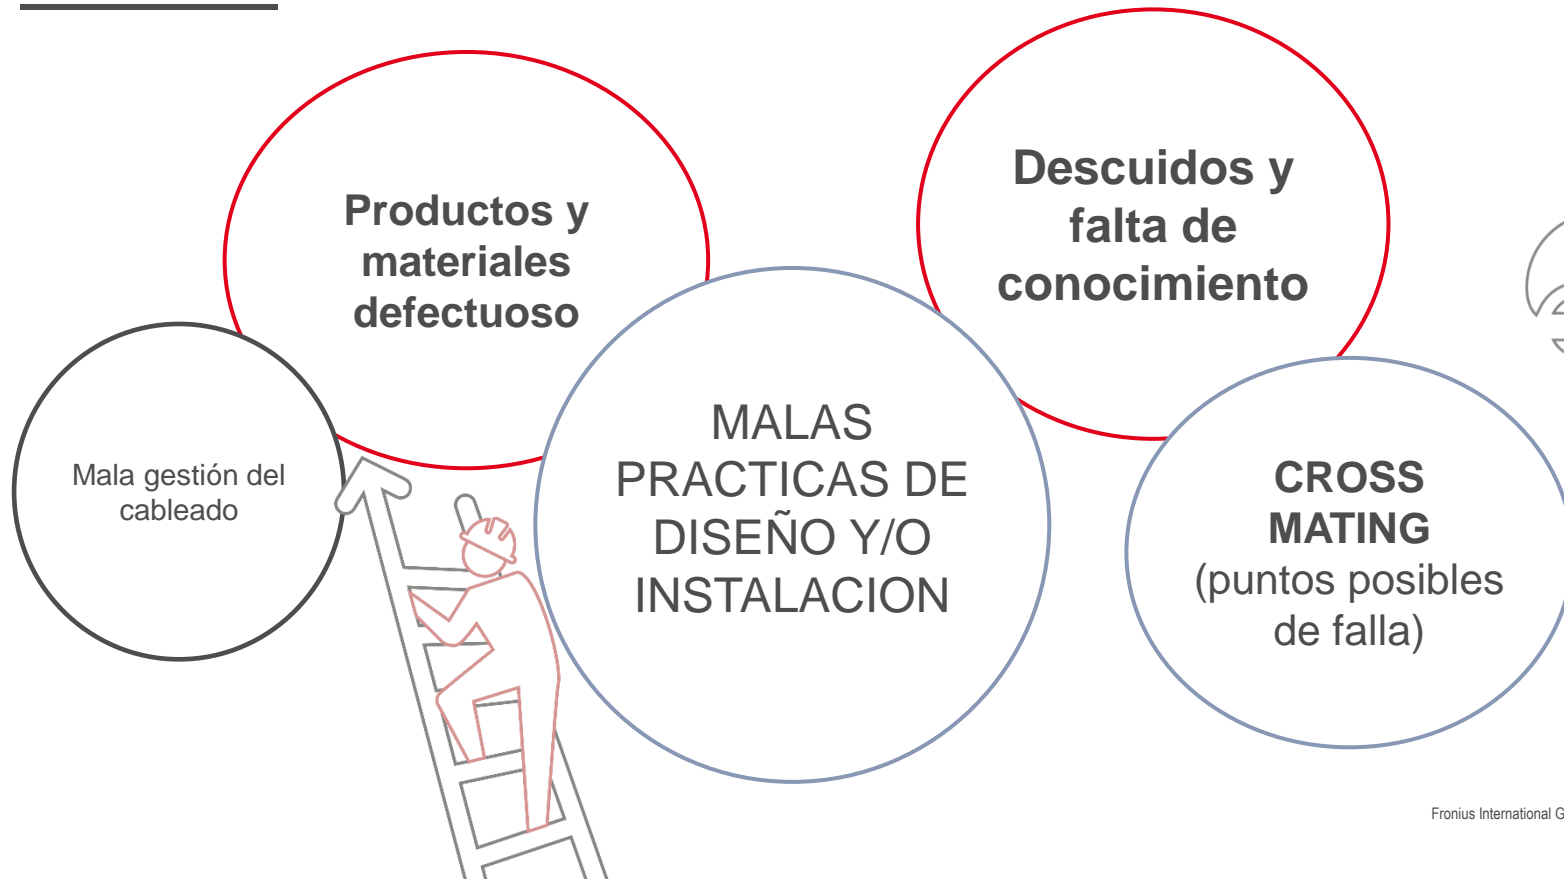 Productos y
materiales
defectuoso
Descuidos y
falta de
conocimiento
Mala gestión del
cableado
MALAS
PRACTICAS DE
DISEÑO Y/O
INSTALACION
CROSS
MATING
(puntos posibles
de falla)
Fronius International G